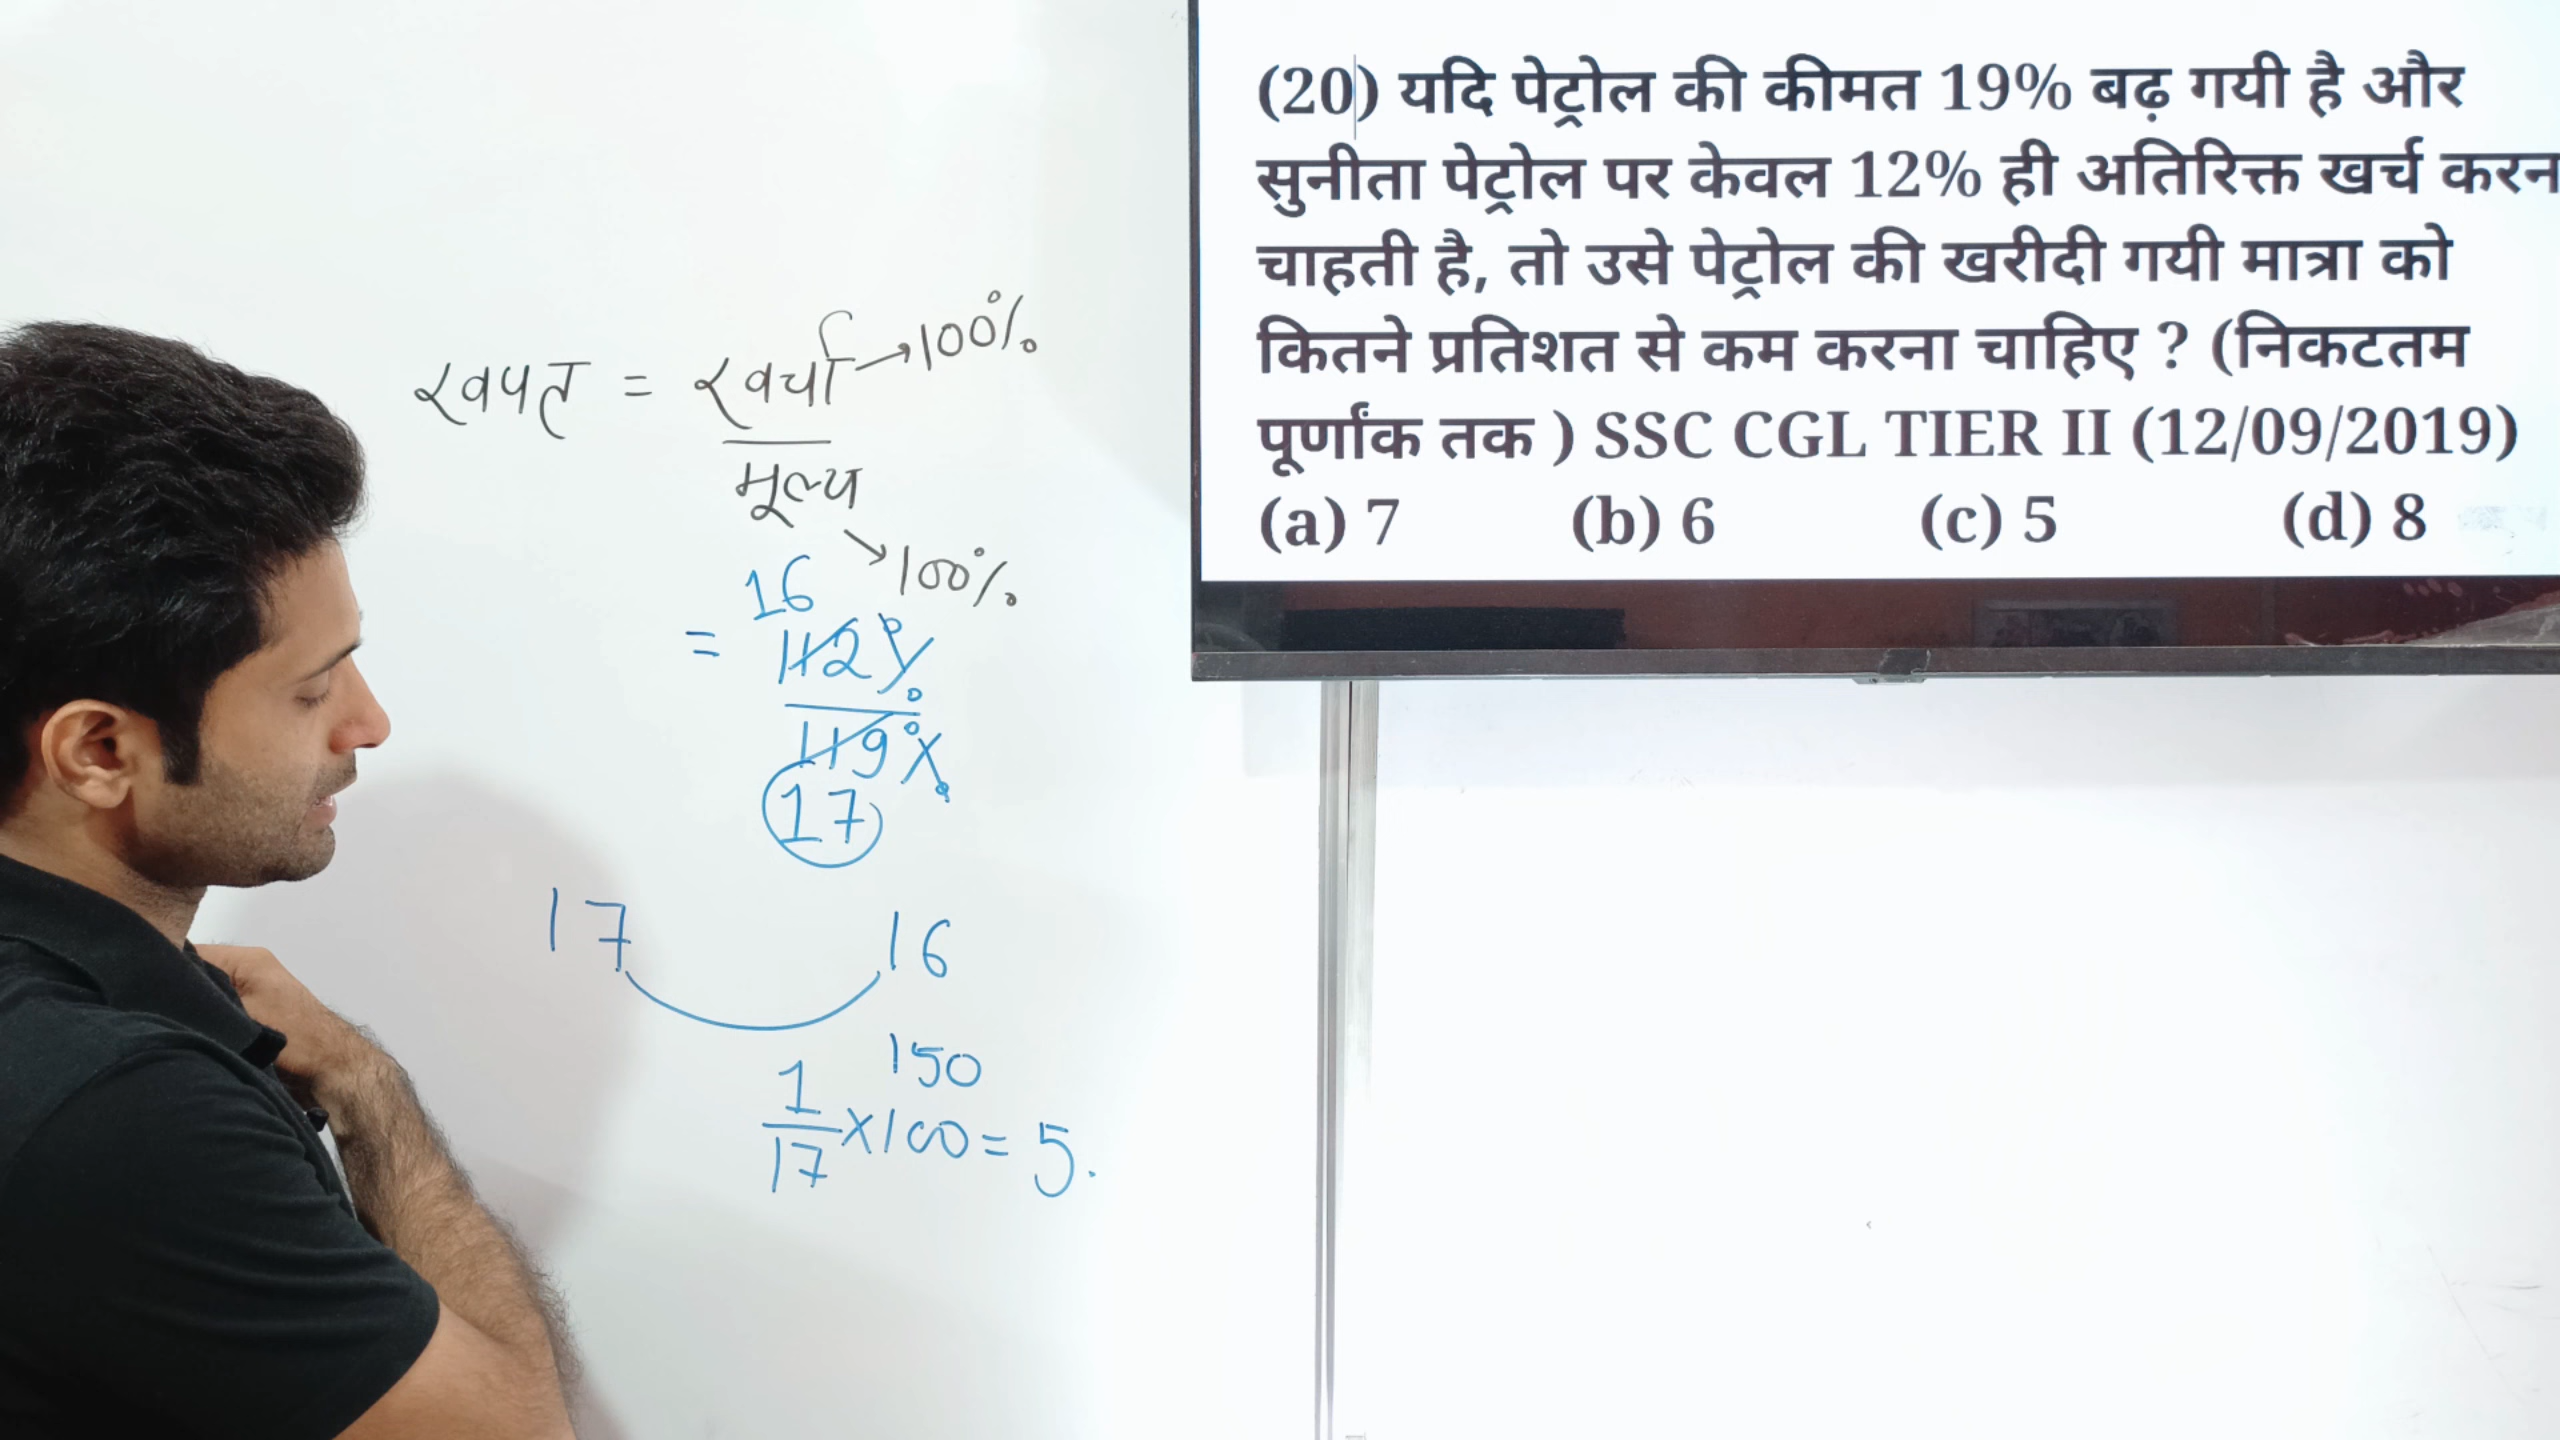 (20) यदि पेट्रोल की कीमत 19% बढ़ गयी है और
सुनीता पेट्रोल पर केवल 12% ही अतिरिक्त खर्च करन
चाहती है, तो उसे पेट्रोल की खरीदी गयी मात्रा को
कितने प्रतिशत से कम करना चाहिए ? (निकटतम
पूर्णांक तक ) SSC CGL TIER II (12/09/2019)
(a) 7 (b) 6 (c) 5 (d) 8
खपत = खर्चा → 100%
मूल्य
→ 100%
16
= 112%
119%
17
17 16
150
1/17 × 100 = 5.